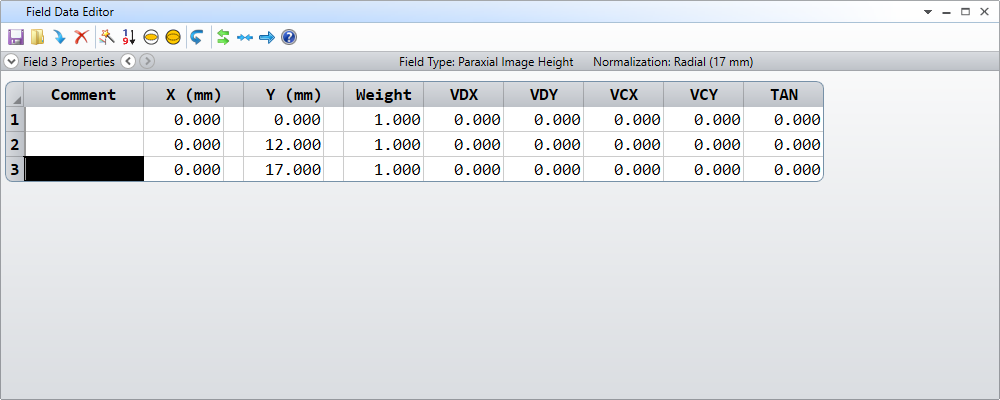 Field Data Editor
1 9
Field 3 Properties Field Type: Paraxial Image Height Normalization: Radial (17 mm)
Comment X (mm) Y (mm) Weight VDX VDY VCX VCY TAN
1 0.000 0.000 1.000 0.000 0.000 0.000 0.000 0.000
2 0.000 12.000 1.000 0.000 0.000 0.000 0.000 0.000
3 0.000 17.000 1.000 0.000 0.000 0.000 0.000 0.000